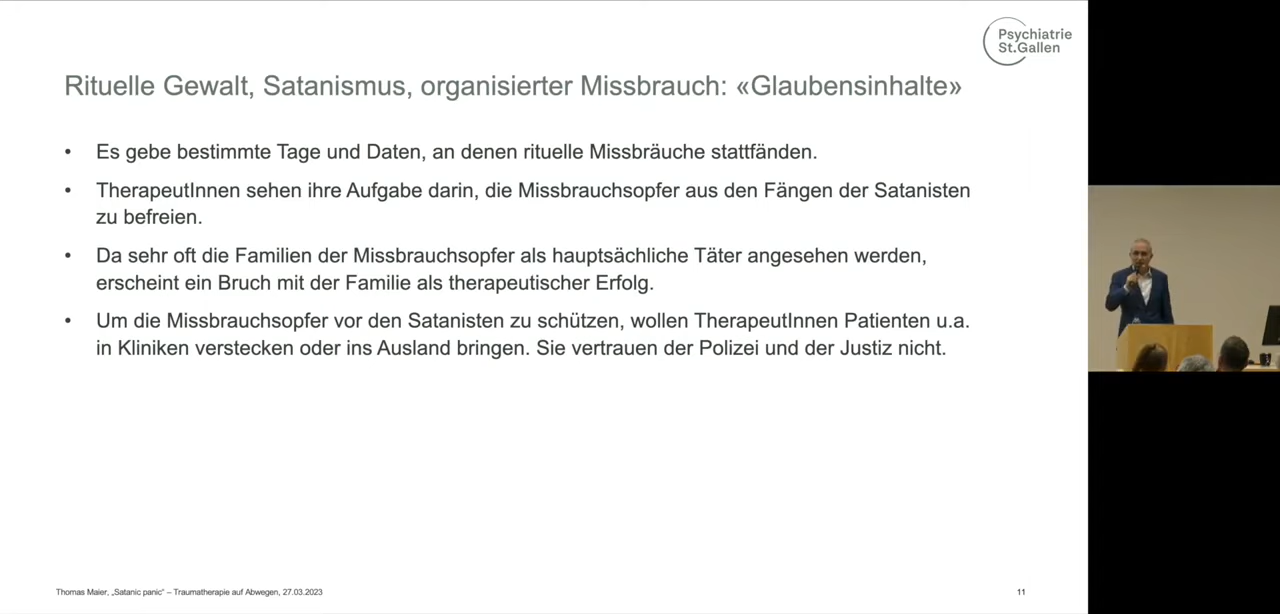 Psychiatrie
St.Gallen
Rituelle Gewalt, Satanismus, organisierter Missbrauch: «Glaubensinhalte»
• Es gebe bestimmte Tage und Daten, an denen rituelle Missbräuche stattfänden.
• TherapeutInnen sehen ihre Aufgabe darin, die Missbrauchsopfer aus den Fängen der Satanisten
zu befreien.
• Da sehr oft die Familien der Missbrauchsopfer als hauptsächliche Täter angesehen werden,
erscheint ein Bruch mit der Familie als therapeutischer Erfolg.
• Um die Missbrauchsopfer vor den Satanisten zu schützen, wollen TherapeutInnen Patienten u.a.
in Kliniken verstecken oder ins Ausland bringen. Sie vertrauen der Polizei und der Justiz nicht.
Thomas Maier, „Satanic panic“ – Traumatherapie auf Abwegen, 27.03.2023
11